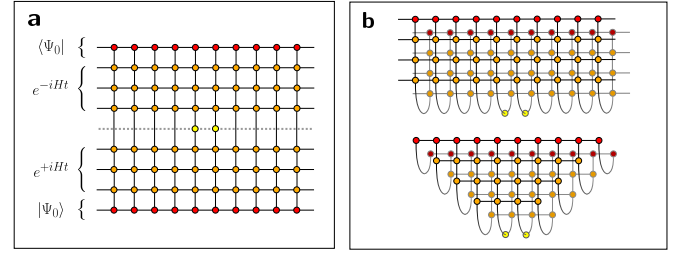 a
⟨Ψ₀| {
e^{-iHt} {
e^{+iHt} {
|Ψ₀⟩ {
b